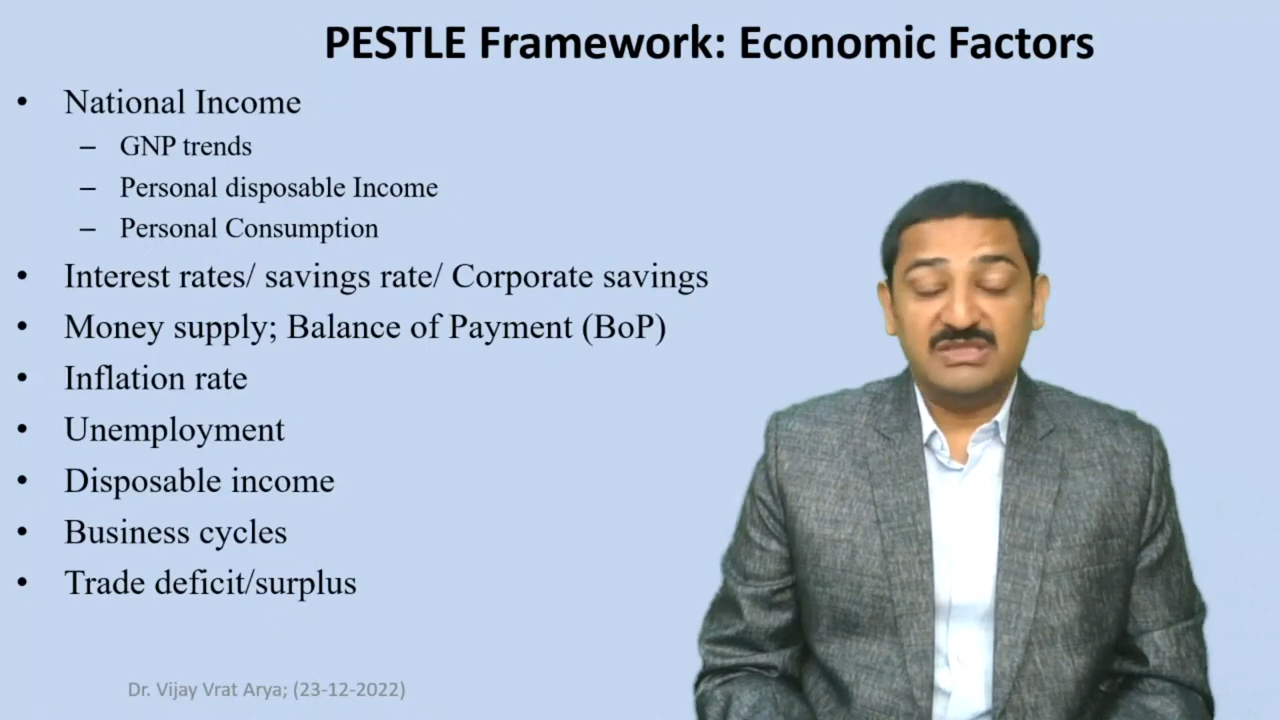 PESTLE Framework: Economic Factors
• National Income
– GNP trends
– Personal disposable Income
– Personal Consumption
• Interest rates/ savings rate/ Corporate savings
• Money supply; Balance of Payment (BoP)
• Inflation rate
• Unemployment
• Disposable income
• Business cycles
• Trade deficit/surplus
Dr. Vijay Vrat Arya; (23-12-2022)